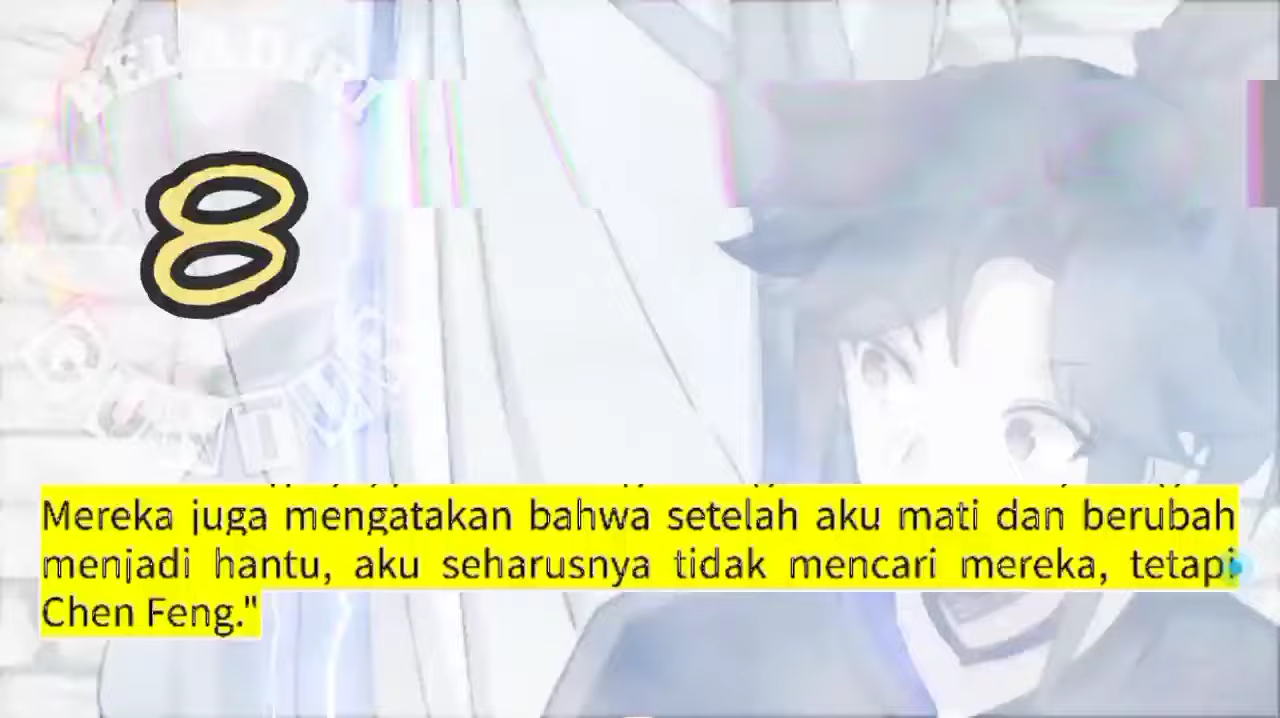 8
Mereka juga mengatakan bahwa setelah aku mati dan berubah
menjadi hantu, aku seharusnya tidak mencari mereka, tetapi
Chen Feng."